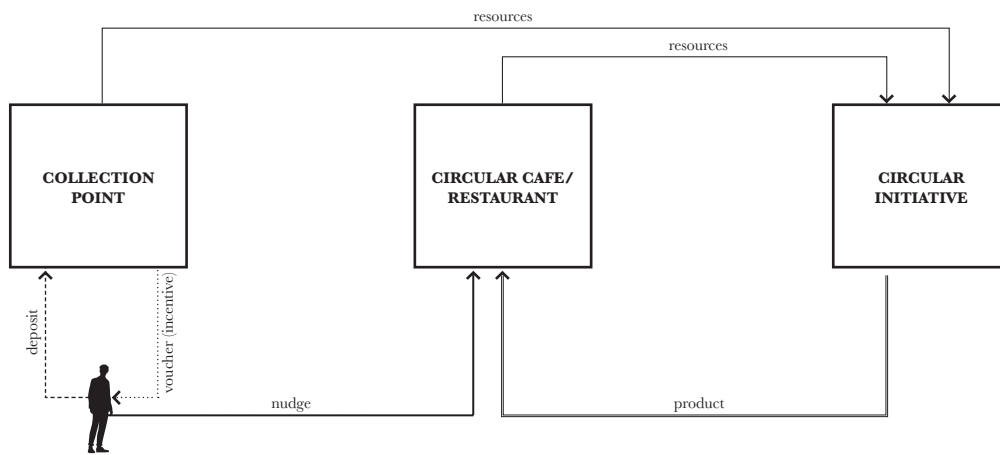 resources
resources
COLLECTION
POINT
CIRCULAR CAFE/
RESTAURANT
CIRCULAR
INITIATIVE
deposit
voucher (incentive)
nudge
product